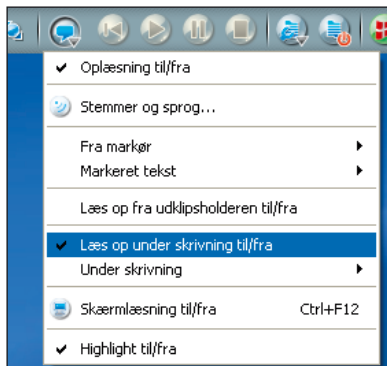 Oplæsning til/fra
Stemmer og sprog...
Fra markør
Markeret tekst
Læs op fra udklipsholderen til/fra
Læs op under skrivning til/fra
Under skrivning
Skærmlæsning til/fra Ctrl+F12
Highlight til/fra